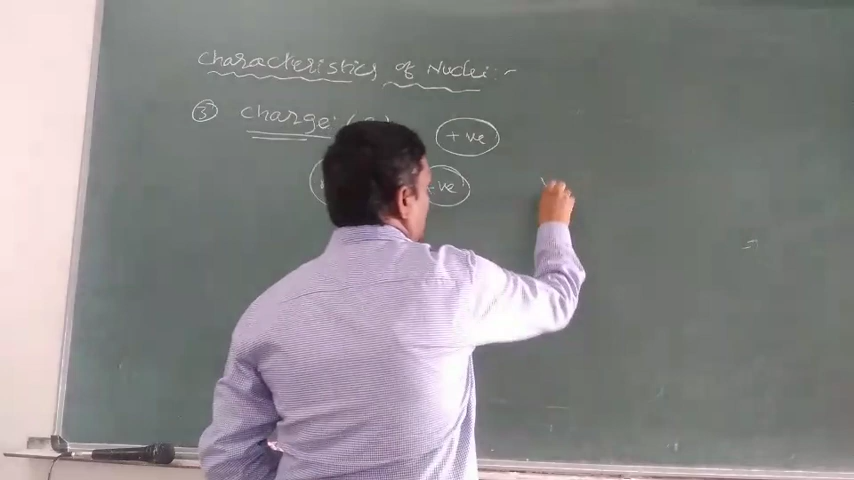 Characteristics of Nuclei:-
③ Charge: +ve
+ve